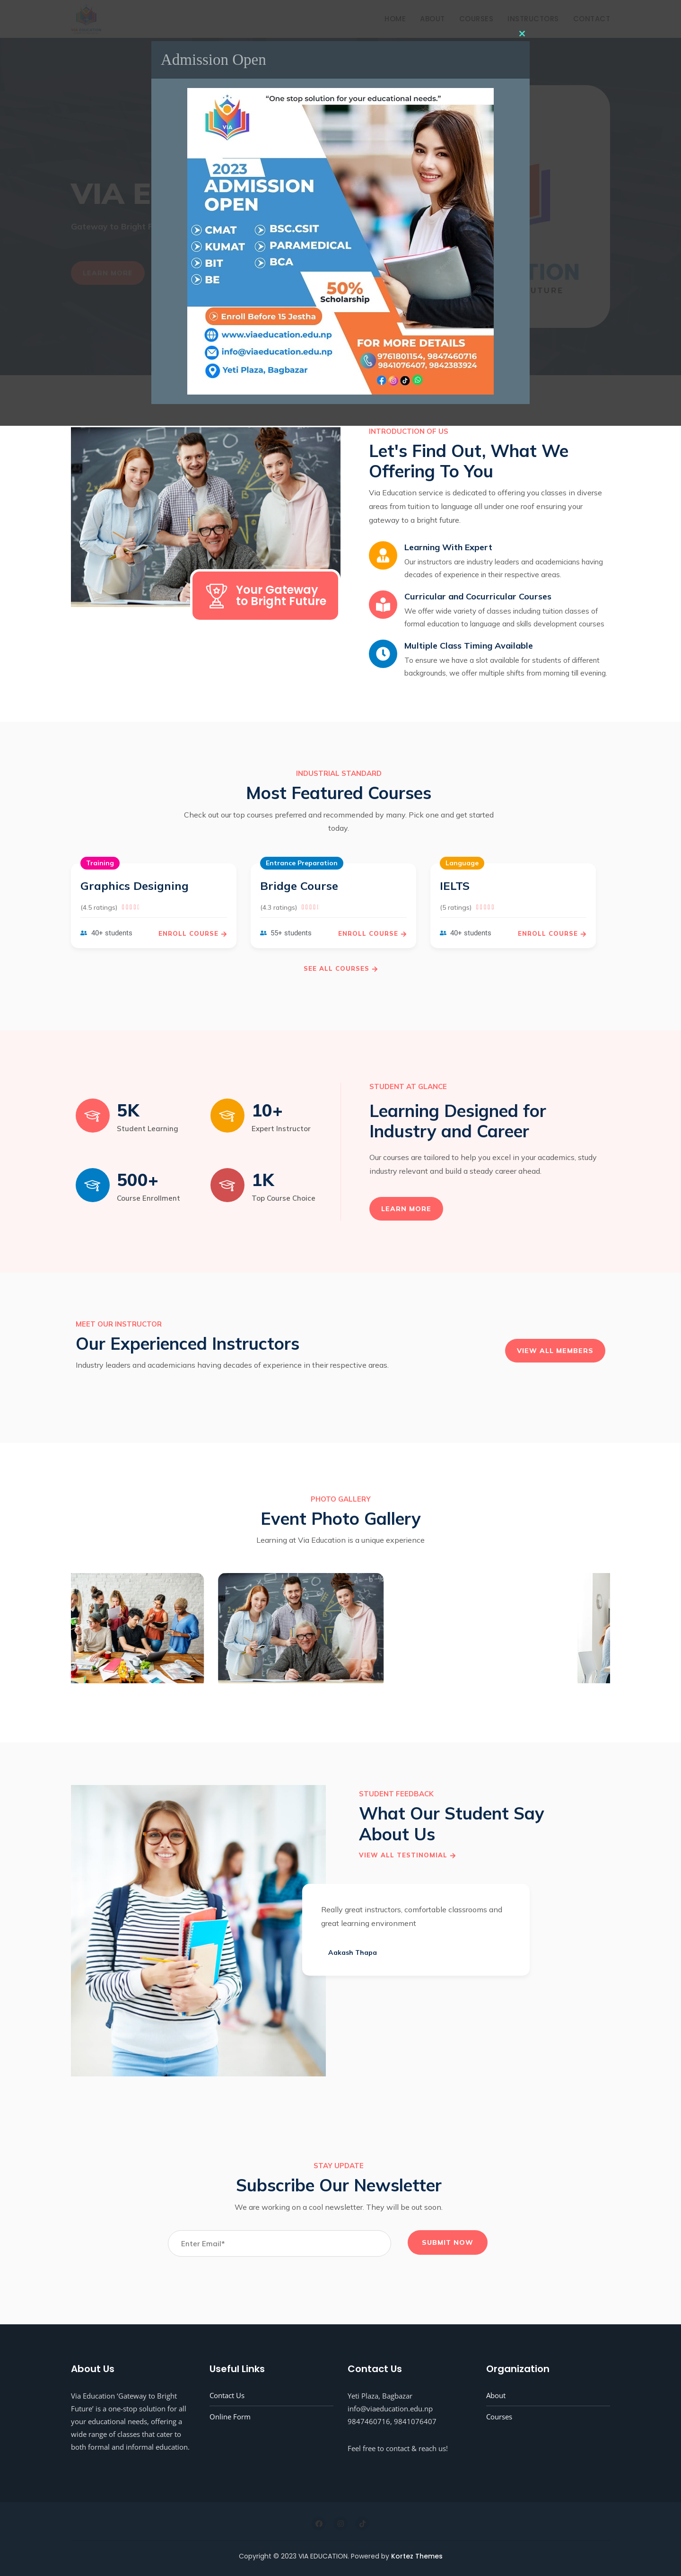 HOME ABOUT COURSES INSTRUCTORS CONTACT
Admission Open
"One stop solution for your educational needs."
VIA
2023
ADMISSION
OPEN
CMAT
KUMAT
BIT
BE
BSC.CSIT
PARAMEDICAL
BCA
50%
Scholarship
Enroll Before 15 Jestha
www.viaeducation.edu.np
info@viaeducation.edu.np
Yeti Plaza, Bagbazar
FOR MORE DETAILS
9761801154, 9847460716
9841076407, 9842383924
VIA E
Gateway to Bright F
LEARN MORE
TION
UTURE
INTRODUCTION OF US
Let's Find Out, What We
Offering To You
Via Education service is dedicated to offering you classes in diverse
areas from tuition to language all under one roof ensuring your
gateway to a bright future.
Your Gateway
to Bright Future
Learning With Expert
Our instructors are industry leaders and academicians having
decades of experience in their respective areas.
Curricular and Cocurricular Courses
We offer wide variety of classes including tuition classes of
formal education to language and skills development courses
Multiple Class Timing Available
To ensure we have a slot available for students of different
backgrounds, we offer multiple shifts from morning till evening.
INDUSTRIAL STANDARD
Most Featured Courses
Check out our top courses preferred and recommended by many. Pick one and get started
today.
Training
Graphics Designing
(4.5 ratings)
40+ students
ENROLL COURSE
Entrance Preparation
Bridge Course
(4.3 ratings)
55+ students
ENROLL COURSE
Language
IELTS
(5 ratings)
40+ students
ENROLL COURSE
SEE ALL COURSES
5K
Student Learning
10+
Expert Instructor
500+
Course Enrollment
1K
Top Course Choice
STUDENT AT GLANCE
Learning Designed for
Industry and Career
Our courses are tailored to help you excel in your academics, study
industry relevant and build a steady career ahead.
LEARN MORE
MEET OUR INSTRUCTOR
Our Experienced Instructors
Industry leaders and academicians having decades of experience in their respective areas.
VIEW ALL MEMBERS
PHOTO GALLERY
Event Photo Gallery
Learning at Via Education is a unique experience
STUDENT FEEDBACK
What Our Student Say
About Us
VIEW ALL TESTINOMIAL
Really great instructors, comfortable classrooms and
great learning environment
Aakash Thapa
STAY UPDATE
Subscribe Our Newsletter
We are working on a cool newsletter. They will be out soon.
Enter Email*
SUBMIT NOW
About Us
Via Education 'Gateway to Bright
Future' is a one-stop solution for all
your educational needs, offering a
wide range of classes that cater to
both formal and informal education.
Useful Links
Contact Us
Online Form
Contact Us
Yeti Plaza, Bagbazar
info@viaeducation.edu.np
9847460716, 9841076407
Feel free to contact & reach us!
Organization
About
Courses
Copyright © 2023 VIA EDUCATION. Powered by Kortez Themes